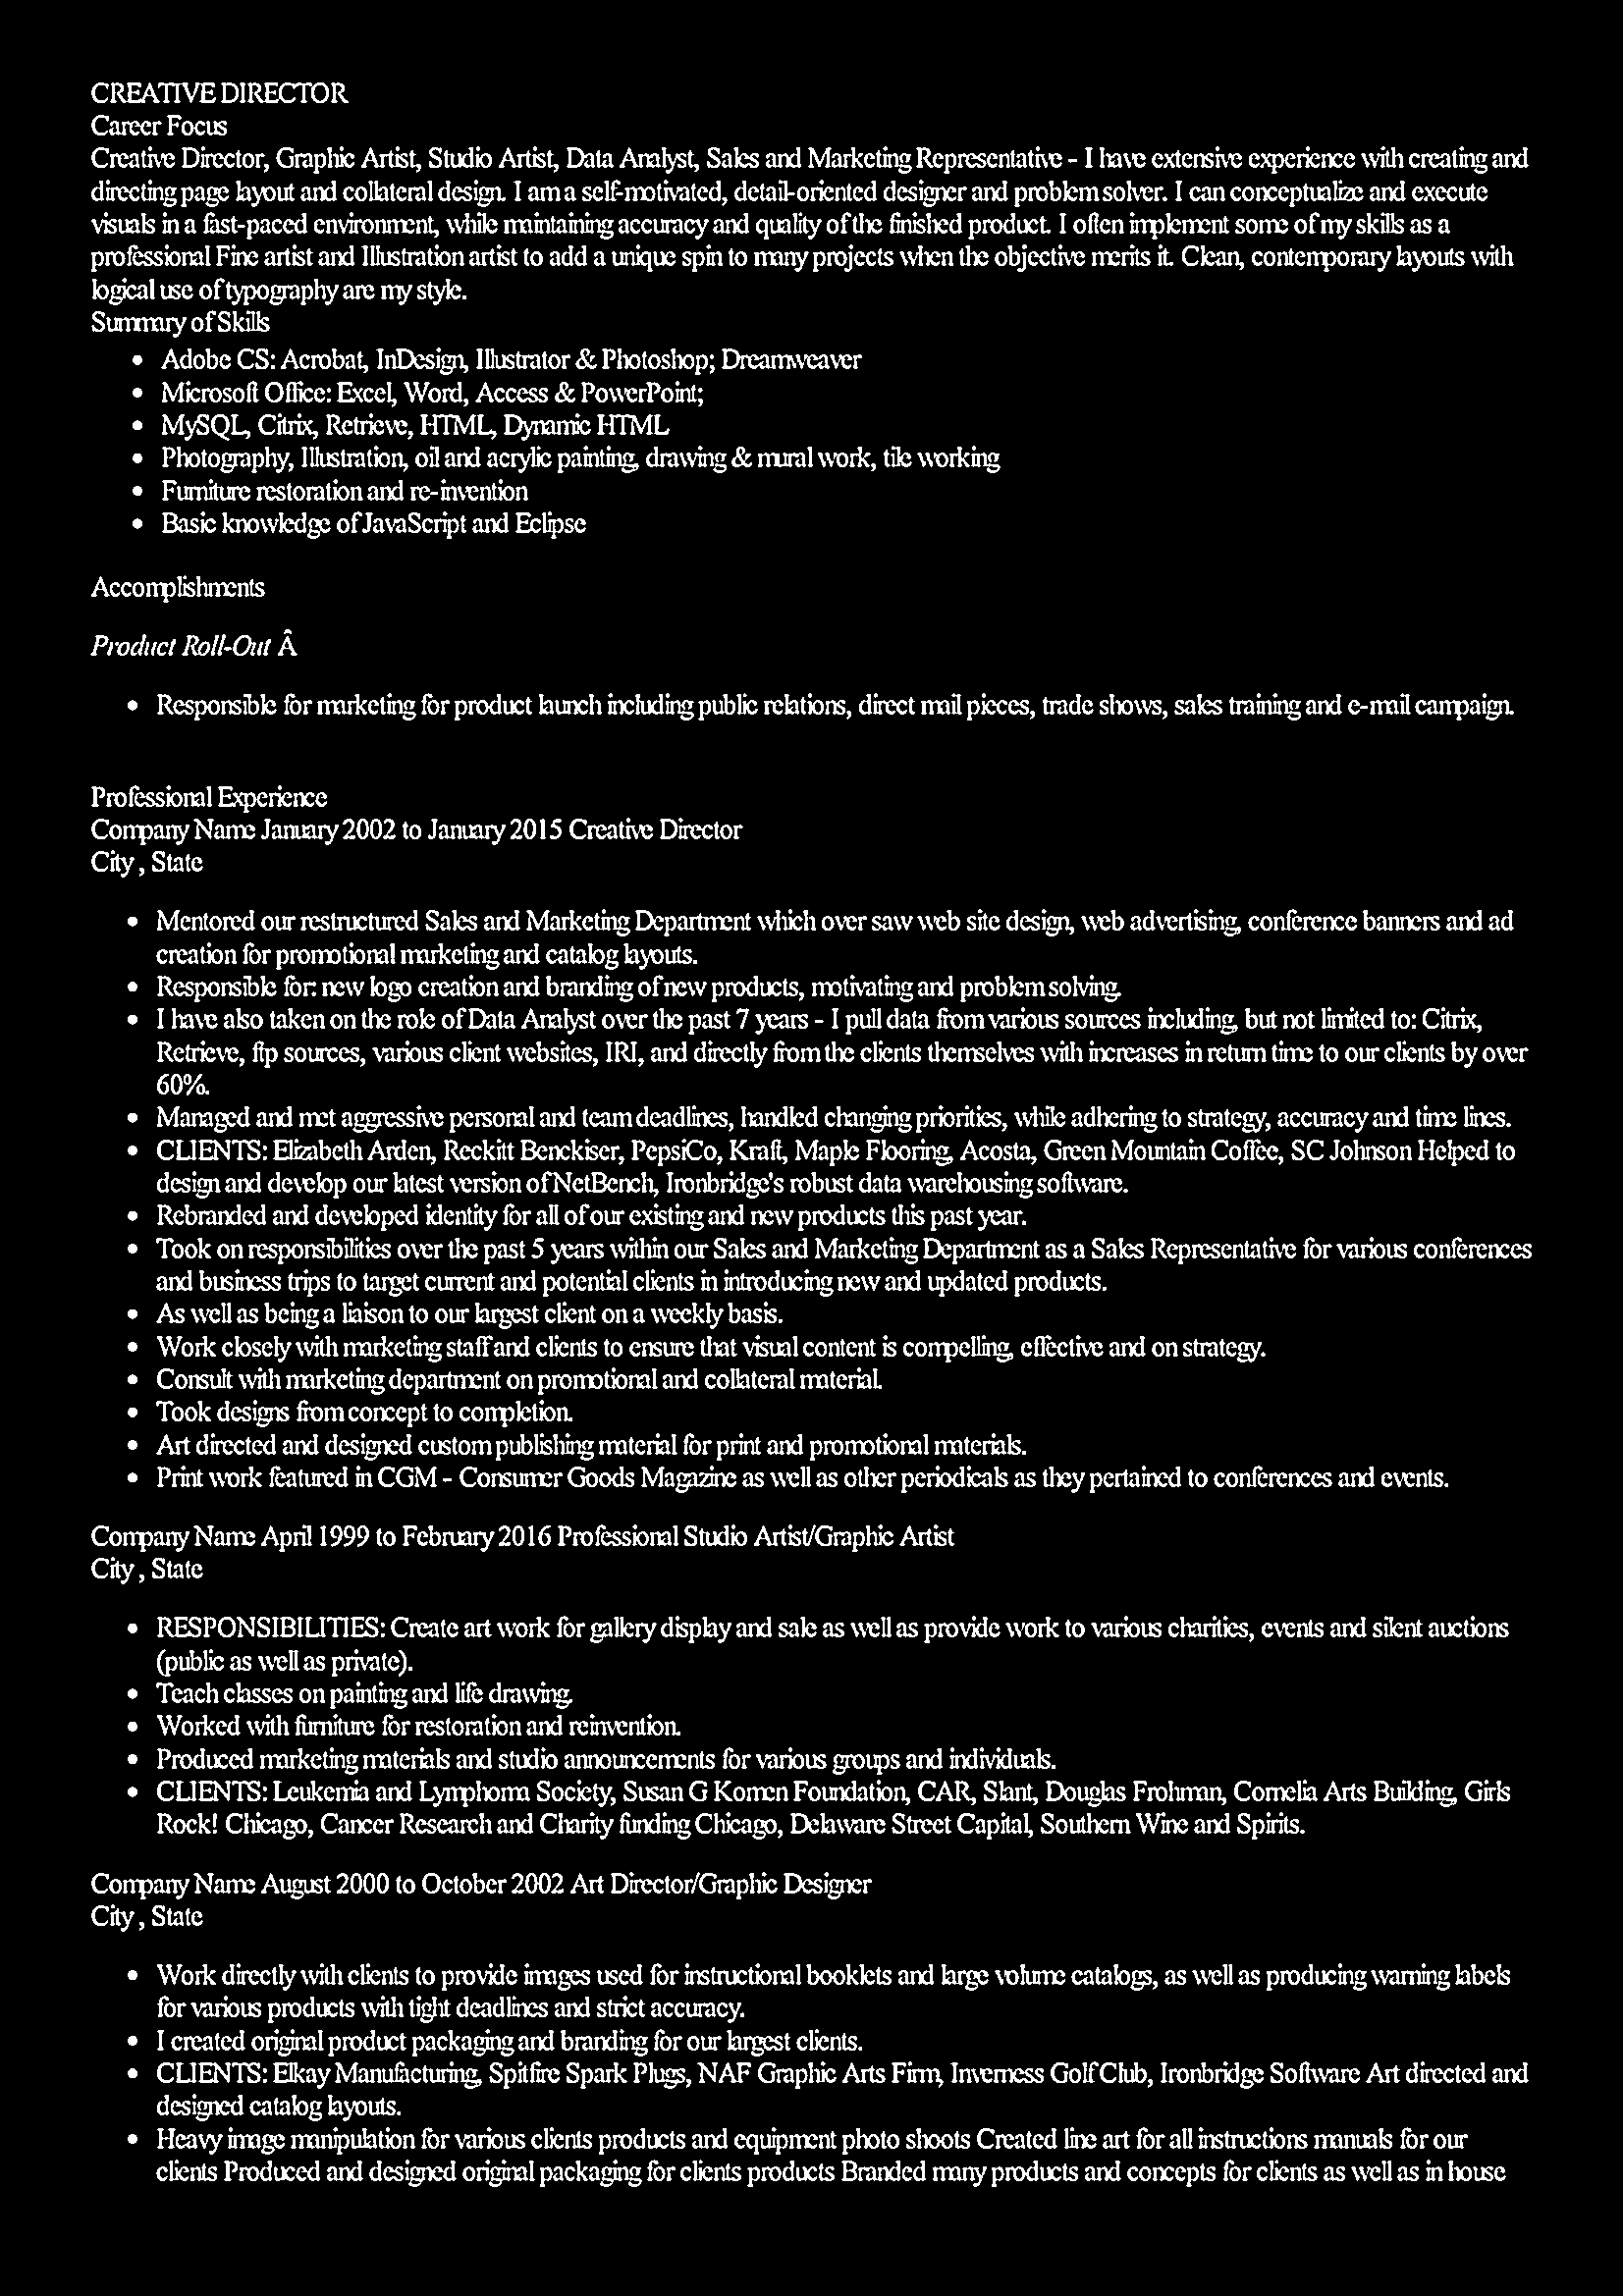 CREATIVE DIRECTOR
Career Focus
Creative Director, Graphic Artist, Studio Artist, Data Analyst, Sales and Marketing Representative - I have extensive experience with creating and
directing page layout and collateral design. I am a self-motivated, detail-oriented designer and problem solver. I can conceptualize and execute
visuals in a fast-paced environment, while maintaining accuracy and quality of the finished product. I often implement some of my skills as a
professional Fine artist and Illustration artist to add a unique spin to many projects when the objective merits it. Clean, contemporary layouts with
logical use of typography are my style.
Summary of Skills
• Adobe CS: Acrobat, InDesign, Illustrator & Photoshop; Dreamweaver
• Microsoft Office: Excel, Word, Access & PowerPoint;
• MySQL, Citrix, Retrieve, HTML, Dynamic HTML
• Photography, Illustration, oil and acrylic painting, drawing & mural work, tile working
• Furniture restoration and re-invention
• Basic knowledge of JavaScript and Eclipse
Accomplishments
Product Roll-Out Â
• Responsible for marketing for product launch including public relations, direct mail pieces, trade shows, sales training and e-mail campaign.
Professional Experience
Company Name January 2002 to January 2015 Creative Director
City , State
• Mentored our restructured Sales and Marketing Department which over saw web site design, web advertising, conference banners and ad
creation for promotional marketing and catalog layouts.
• Responsible for: new logo creation and branding of new products, motivating and problem solving.
• I have also taken on the role of Data Analyst over the past 7 years - I pull data from various sources including, but not limited to: Citrix,
Retrieve, ftp sources, various client websites, IRI, and directly from the clients themselves with increases in return time to our clients by over
60%.
• Managed and met aggressive personal and team deadlines, handled changing priorities, while adhering to strategy, accuracy and time lines.
• CLIENTS: Elizabeth Arden, Reckitt Benckiser, PepsiCo, Kraft, Maple Flooring, Acosta, Green Mountain Coffee, SC Johnson Helped to
design and develop our latest version of NetBench, Ironbridge's robust data warehousing software.
• Rebranded and developed identity for all of our existing and new products this past year.
• Took on responsibilities over the past 5 years within our Sales and Marketing Department as a Sales Representative for various conferences
and business trips to target current and potential clients in introducing new and updated products.
• As well as being a liaison to our largest client on a weekly basis.
• Work closely with marketing staff and clients to ensure that visual content is compelling, effective and on strategy.
• Consult with marketing department on promotional and collateral material.
• Took designs from concept to completion.
• Art directed and designed custom publishing material for print and promotional materials.
• Print work featured in CGM - Consumer Goods Magazine as well as other periodicals as they pertained to conferences and events.
Company Name April 1999 to February 2016 Professional Studio Artist/Graphic Artist
City , State
• RESPONSIBILITIES: Create art work for gallery display and sale as well as provide work to various charities, events and silent auctions
(public as well as private).
• Teach classes on painting and life drawing.
• Worked with furniture for restoration and reinvention.
• Produced marketing materials and studio announcements for various groups and individuals.
• CLIENTS: Leukemia and Lymphoma Society, Susan G Komen Foundation, CAR, Slant, Douglas Frohman, Cornelia Arts Building, Girls
Rock! Chicago, Cancer Research and Charity funding Chicago, Delaware Street Capital, Southern Wine and Spirits.
Company Name August 2000 to October 2002 Art Director/Graphic Designer
City , State
• Work directly with clients to provide images used for instructional booklets and large volume catalogs, as well as producing warning labels
for various products with tight deadlines and strict accuracy.
• I created original product packaging and branding for our largest clients.
• CLIENTS: Elkay Manufacturing, Spitfire Spark Plugs, NAF Graphic Arts Firm, Inverness Golf Club, Ironbridge Software Art directed and
designed catalog layouts.
• Heavy image manipulation for various clients products and equipment photo shoots Created line art for all instructions manuals for our
clients Produced and designed original packaging for clients products Branded many products and concepts for clients as well as in house